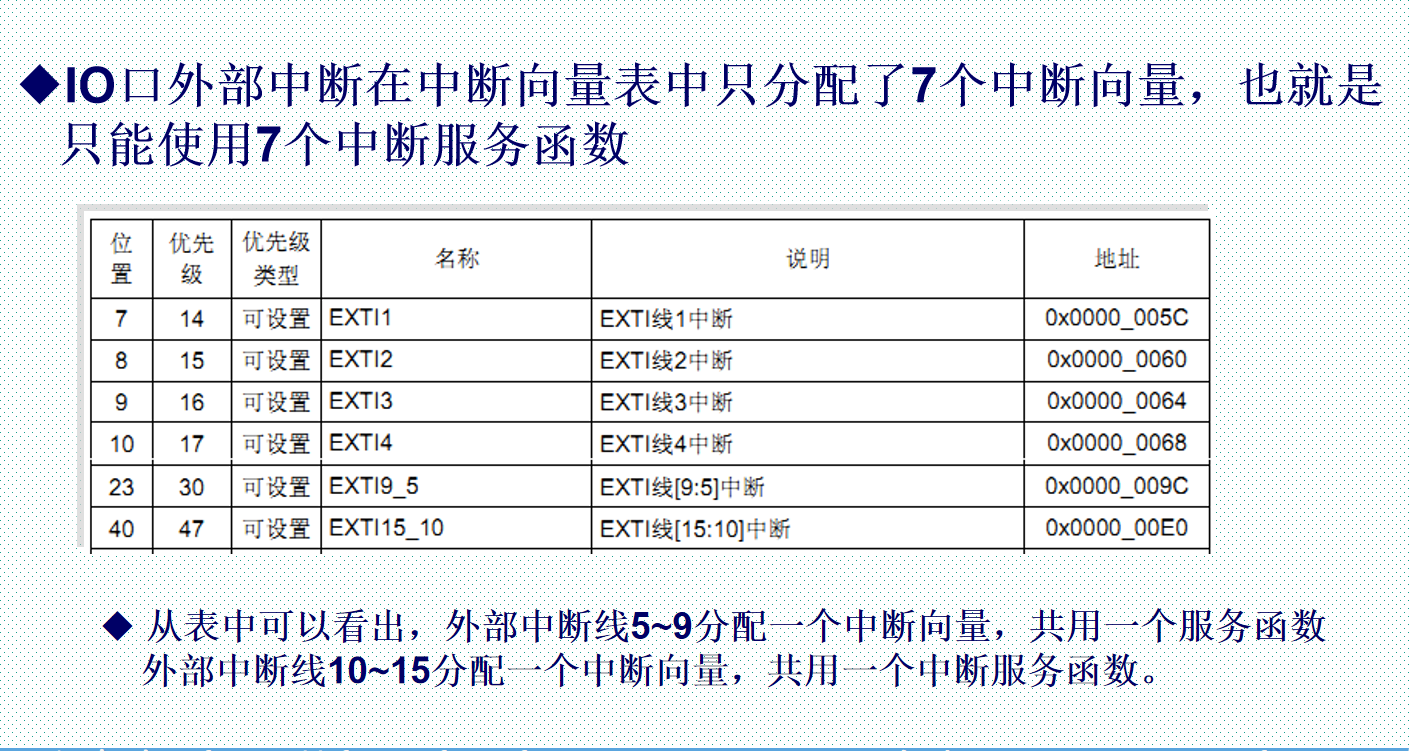 ◆IO口外部中断在中断向量表中只分配了7个中断向量，也就是
只能使用7个中断服务函数
位置 优先级 优先级类型 名称 说明 地址
7 14 可设置 EXTI1 EXTI线1中断 0x0000_005C
8 15 可设置 EXTI2 EXTI线2中断 0x0000_0060
9 16 可设置 EXTI3 EXTI线3中断 0x0000_0064
10 17 可设置 EXTI4 EXTI线4中断 0x0000_0068
23 30 可设置 EXTI9_5 EXTI线[9:5]中断 0x0000_009C
40 47 可设置 EXTI15_10 EXTI线[15:10]中断 0x0000_00E0
◆ 从表中可以看出，外部中断线5~9分配一个中断向量，共用一个服务函数
外部中断线10~15分配一个中断向量，共用一个中断服务函数。